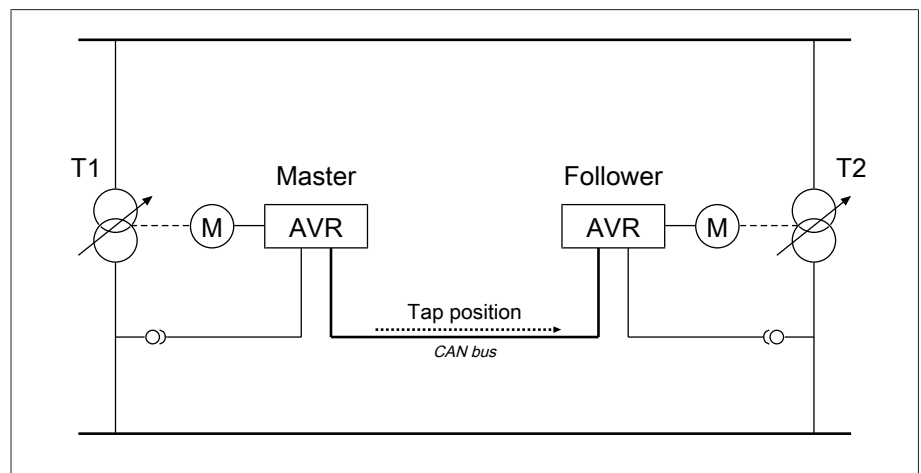 T1
T2
Master
Follower
M
AVR
AVR
M
Tap position
CAN bus